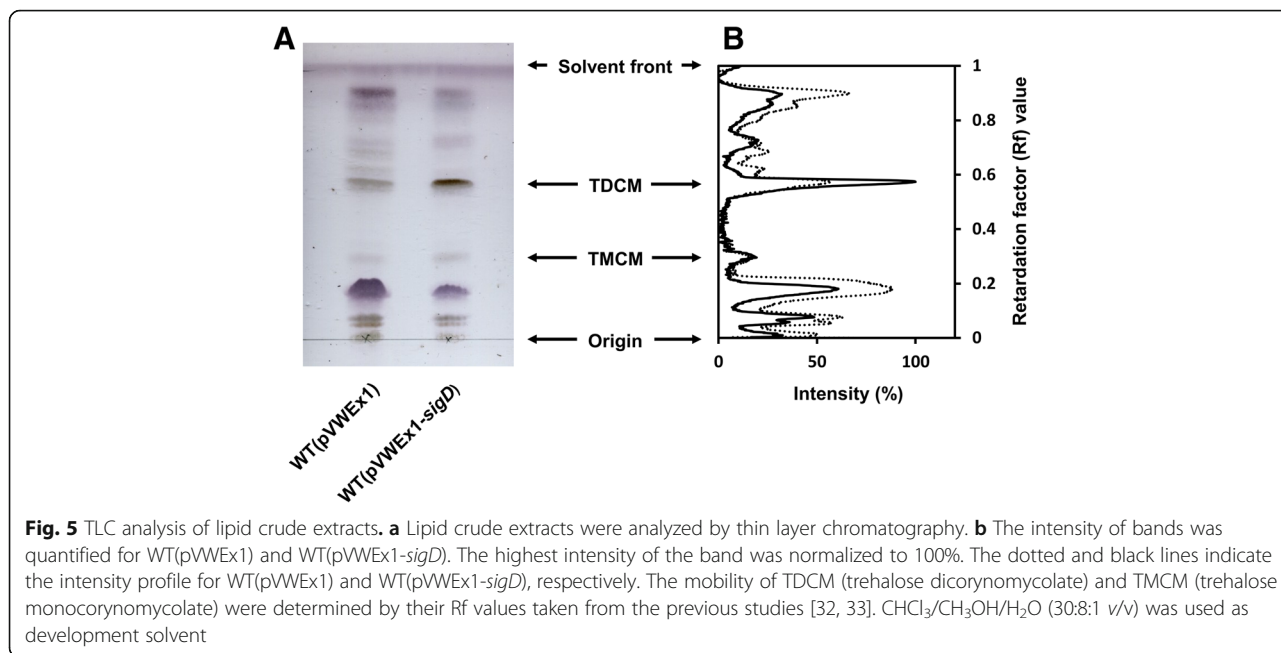 A
B
Solvent front
TDCM
TMCM
Origin
WT(pVWEx1)
WT(pVWEx1-sigD)
1
0.8
0.6
0.4
0.2
0
Retardation factor (Rf) value
0 50 100
Intensity (%)
Fig. 5 TLC analysis of lipid crude extracts. a Lipid crude extracts were analyzed by thin layer chromatography. b The intensity of bands was
quantified for WT(pVWEx1) and WT(pVWEx1-sigD). The highest intensity of the band was normalized to 100%. The dotted and black lines indicate
the intensity profile for WT(pVWEx1) and WT(pVWEx1-sigD), respectively. The mobility of TDCM (trehalose dicorynomycolate) and TMCM (trehalose
monocorynomycolate) were determined by their Rf values taken from the previous studies [32, 33]. CHCl₃/CH₃OH/H₂O (30:8:1 v/v) was used as
development solvent